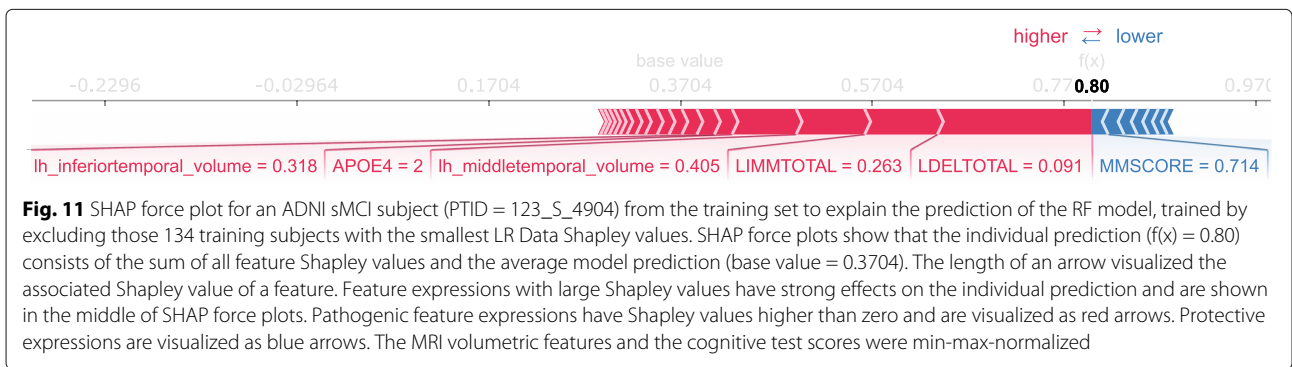 higher ⇄ lower
base value f(x)
-0.2296 -0.02964 0.1704 0.3704 0.5704 0.77 0.80 0.970
lh_inferiortemporal_volume = 0.318 APOE4 = 2 lh_middletemporal_volume = 0.405 LIMMTOTAL = 0.263 LDELTOTAL = 0.091 MMSCORE = 0.714
Fig. 11 SHAP force plot for an ADNI sMCI subject (PTID = 123_S_4904) from the training set to explain the prediction of the RF model, trained by
excluding those 134 training subjects with the smallest LR Data Shapley values. SHAP force plots show that the individual prediction (f(x) = 0.80)
consists of the sum of all feature Shapley values and the average model prediction (base value = 0.3704). The length of an arrow visualized the
associated Shapley value of a feature. Feature expressions with large Shapley values have strong effects on the individual prediction and are shown
in the middle of SHAP force plots. Pathogenic feature expressions have Shapley values higher than zero and are visualized as red arrows. Protective
expressions are visualized as blue arrows. The MRI volumetric features and the cognitive test scores were min-max-normalized